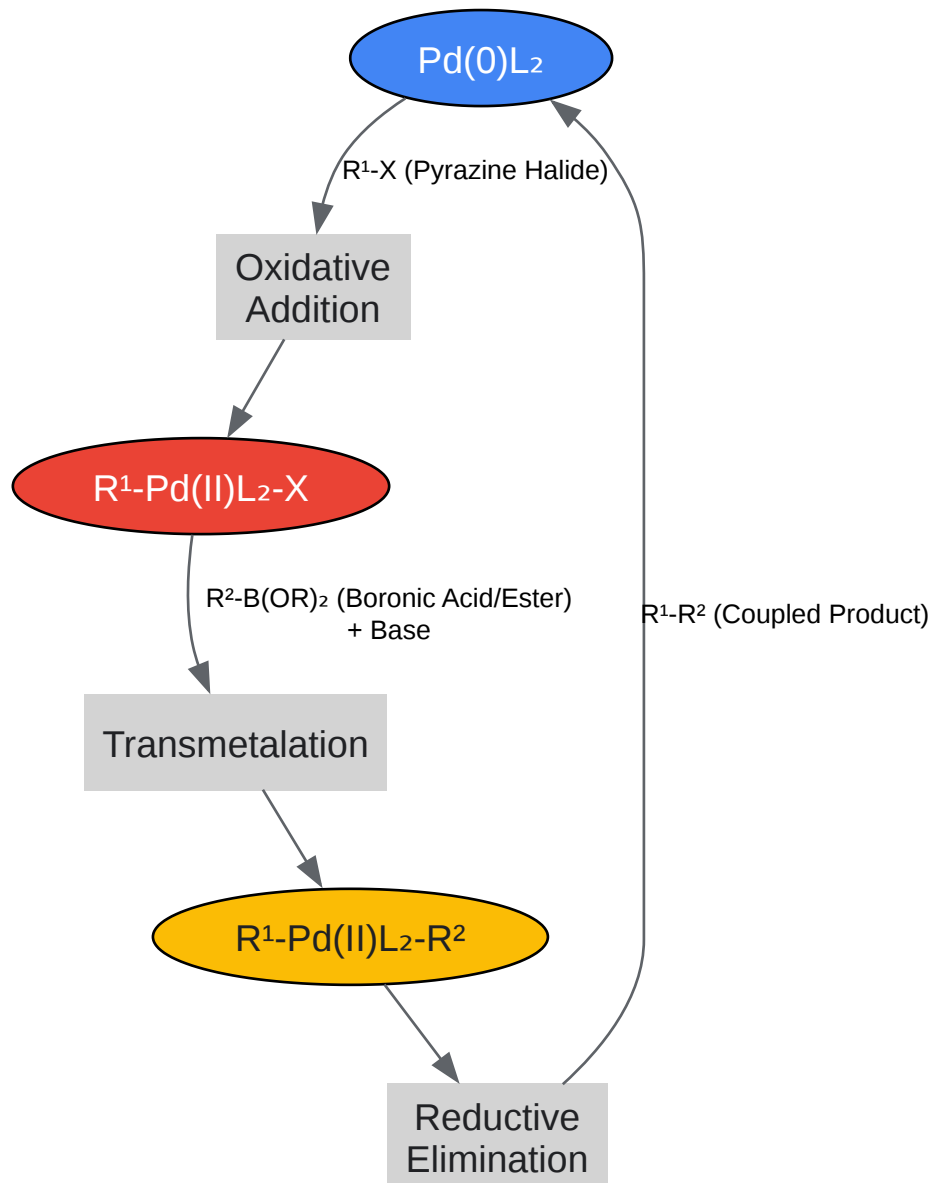 Pd(0)L₂
R¹-X (Pyrazine Halide)
Oxidative
Addition
R¹-Pd(II)L₂-X
R²-B(OR)₂ (Boronic Acid/Ester)
+ Base
R¹-R² (Coupled Product)
Transmetalation
R¹-Pd(II)L₂-R²
Reductive
Elimination